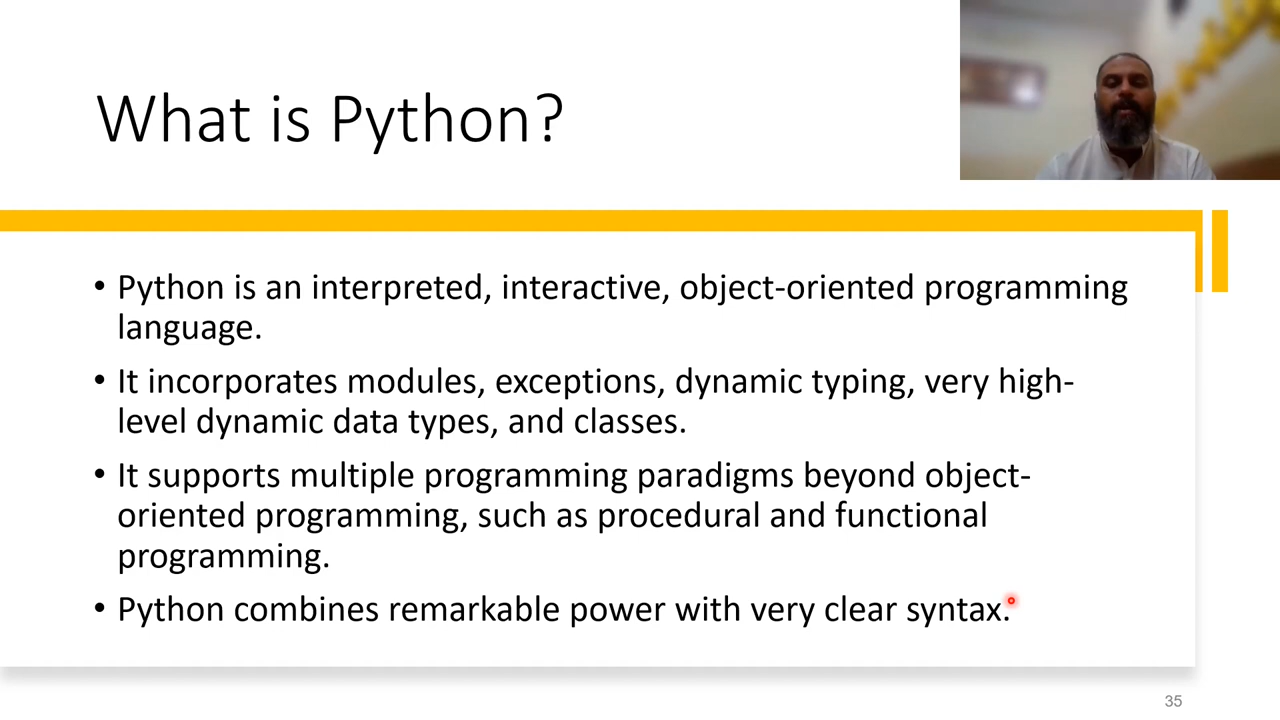 What is Python?
• Python is an interpreted, interactive, object-oriented programming
language.
• It incorporates modules, exceptions, dynamic typing, very high-
level dynamic data types, and classes.
• It supports multiple programming paradigms beyond object-
oriented programming, such as procedural and functional
programming.
• Python combines remarkable power with very clear syntax.
35